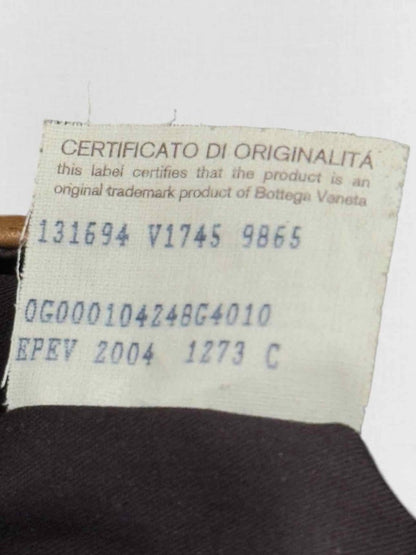 CERTIFICATO DI ORIGINALITÁ
this label certifies that the product is an
original trademark product of Bottega Veneta
131694 V1745 9865
0G000104248G4010
EPEV 2004 1273 C